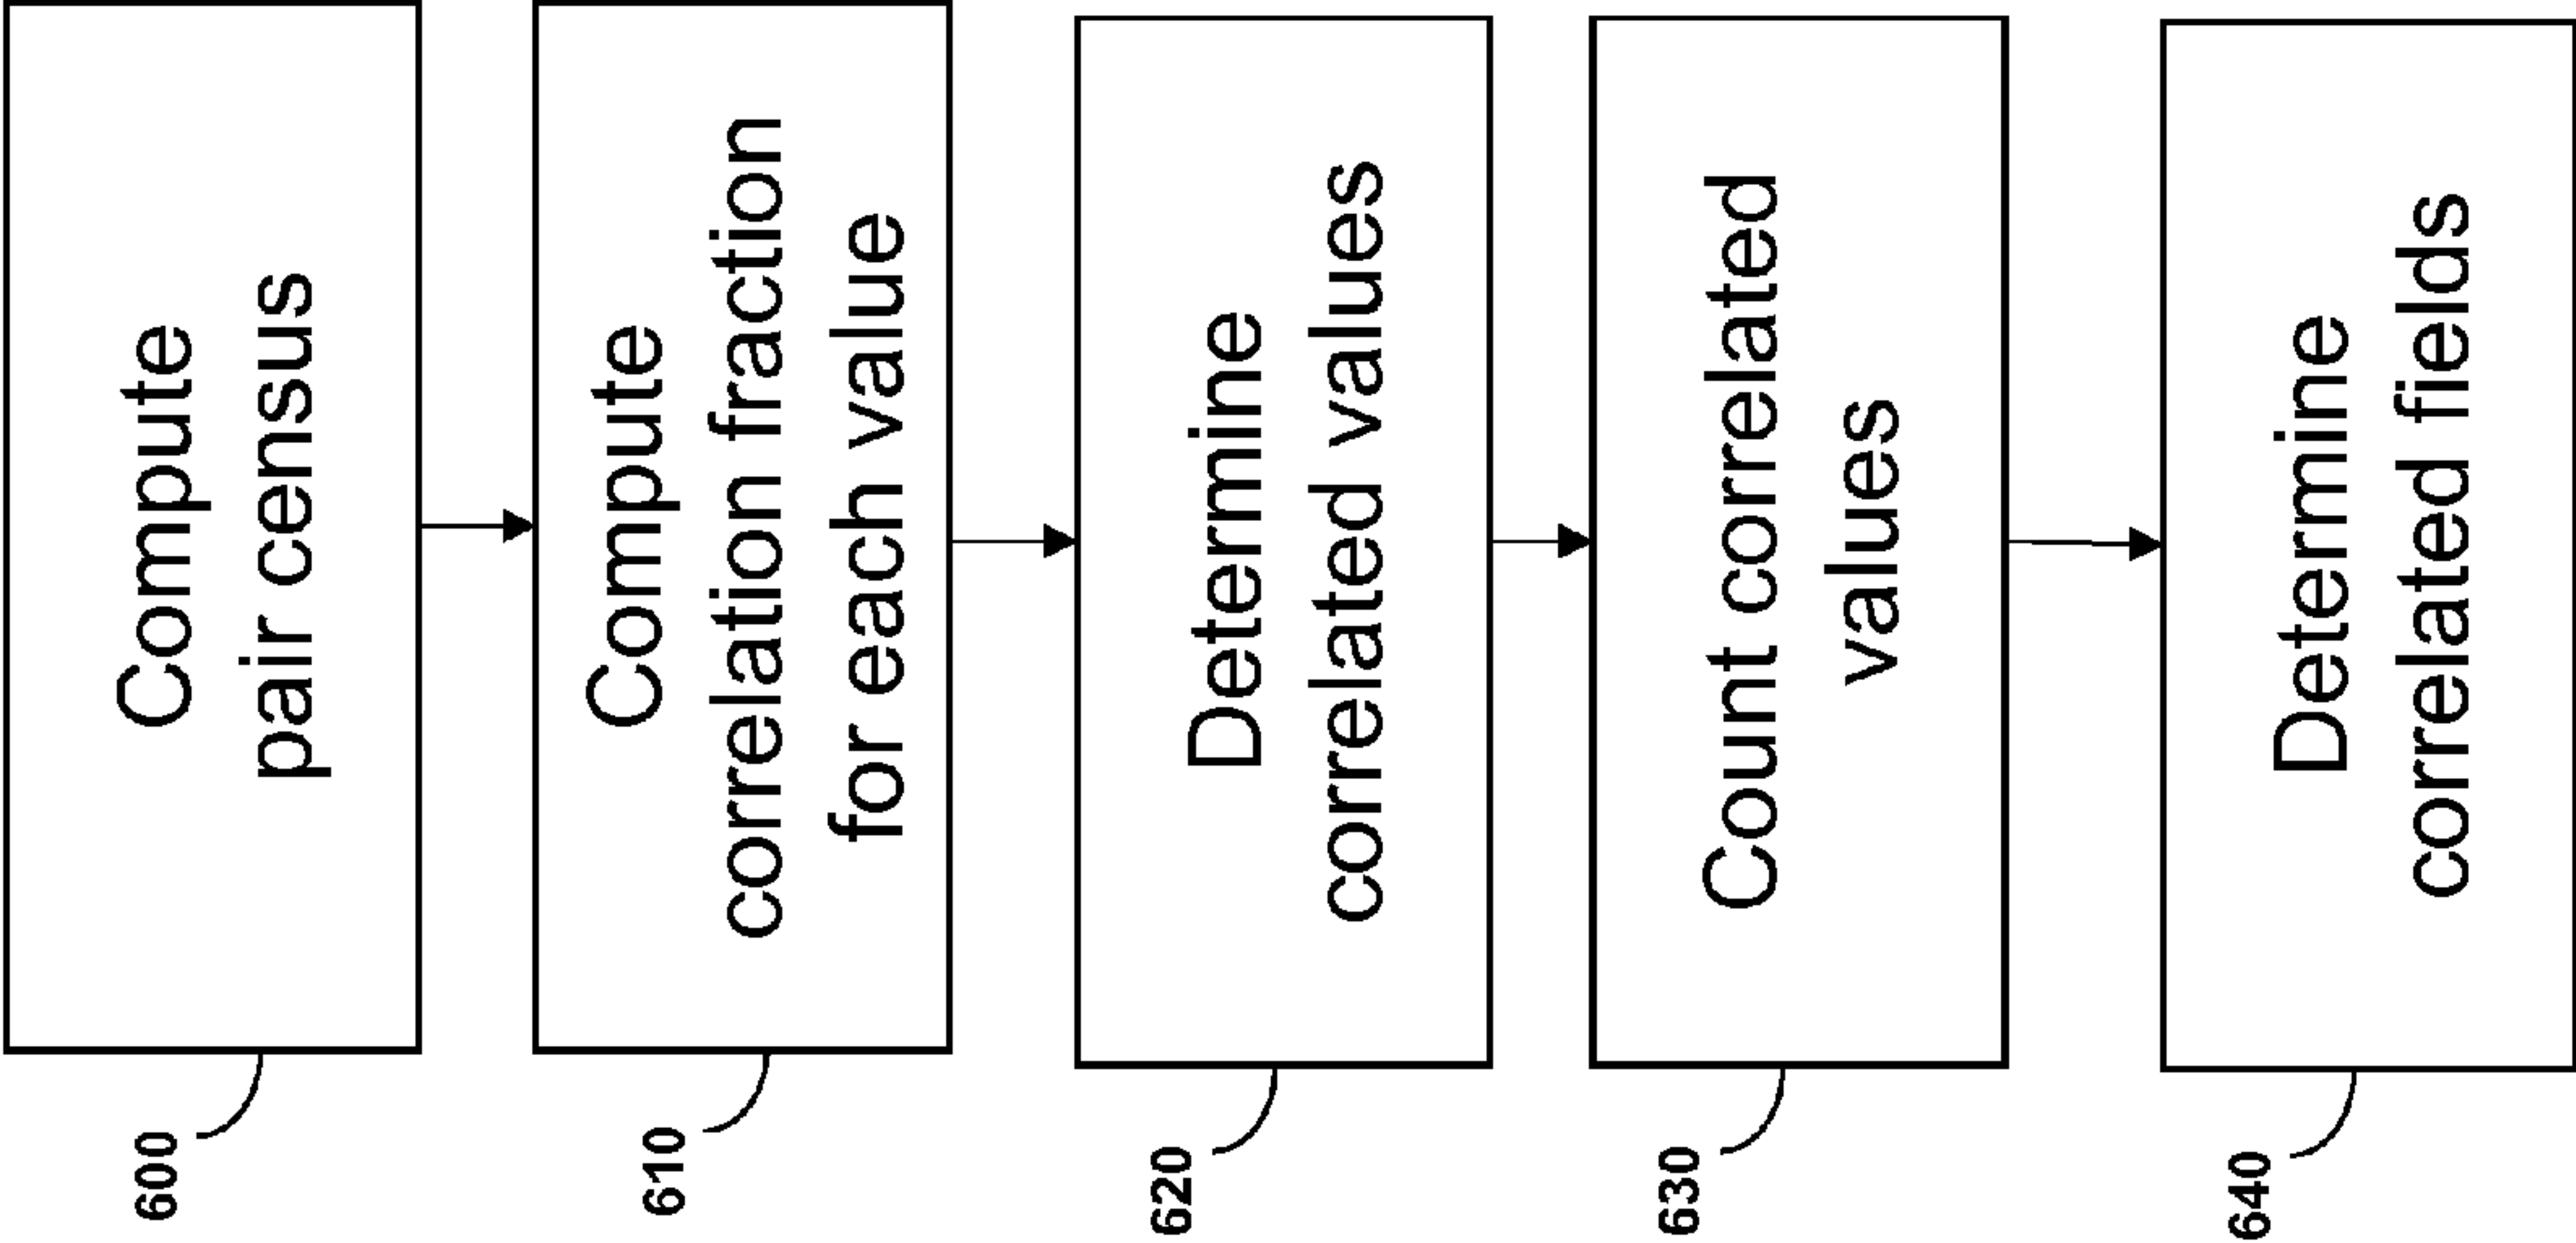 Compute
pair census
600
Compute
correlation fraction
for each value
610
Determine
correlated values
620
Count correlated
values
630
Determine
correlated fields
640